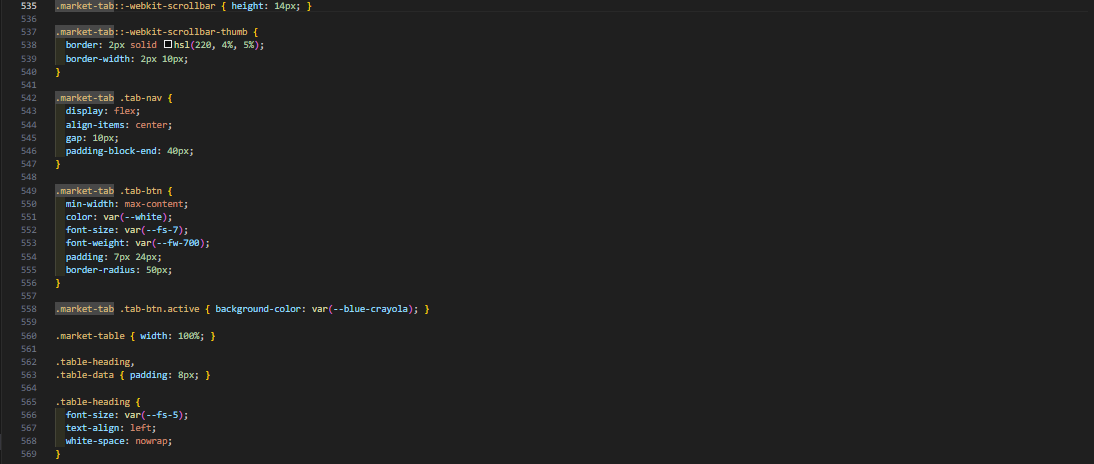 535 .market-tab::-webkit-scrollbar { height: 14px; }
536
537 .market-tab::-webkit-scrollbar-thumb {
538   border: 2px solid hsl(220, 4%, 5%);
539   border-width: 2px 10px;
540 }
541
542 .market-tab .tab-nav {
543   display: flex;
544   align-items: center;
545   gap: 10px;
546   padding-block-end: 40px;
547 }
548
549 .market-tab .tab-btn {
550   min-width: max-content;
551   color: var(--white);
552   font-size: var(--fs-7);
553   font-weight: var(--fw-700);
554   padding: 7px 24px;
555   border-radius: 50px;
556 }
557
558 .market-tab .tab-btn.active { background-color: var(--blue-crayola); }
559
560 .market-table { width: 100%; }
561
562 .table-heading,
563 .table-data { padding: 8px; }
564
565 .table-heading {
566   font-size: var(--fs-5);
567   text-align: left;
568   white-space: nowrap;
569 }